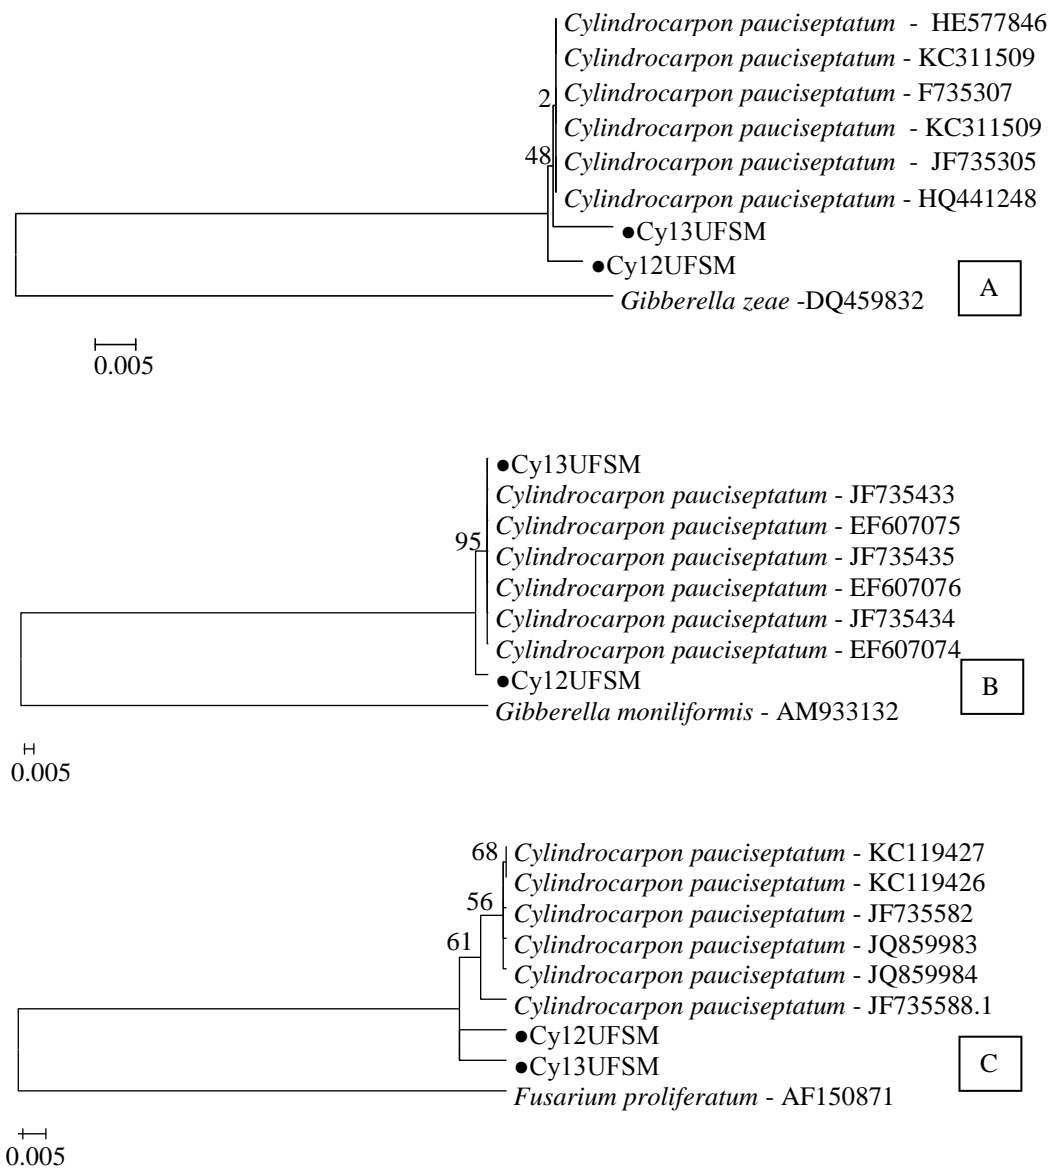 Cylindrocarpon pauciseptatum - HE577846
Cylindrocarpon pauciseptatum - KC311509
Cylindrocarpon pauciseptatum - F735307
2
Cylindrocarpon pauciseptatum - KC311509
Cylindrocarpon pauciseptatum - JF735305
48
Cylindrocarpon pauciseptatum - HQ441248
●Cy13UFSM
●Cy12UFSM
Gibberella zeae -DQ459832
A
0.005
●Cy13UFSM
Cylindrocarpon pauciseptatum - JF735433
Cylindrocarpon pauciseptatum - EF607075
95
Cylindrocarpon pauciseptatum - JF735435
Cylindrocarpon pauciseptatum - EF607076
Cylindrocarpon pauciseptatum - JF735434
Cylindrocarpon pauciseptatum - EF607074
●Cy12UFSM
B
Gibberella moniliformis - AM933132
0.005
68
Cylindrocarpon pauciseptatum - KC119427
Cylindrocarpon pauciseptatum - KC119426
56
Cylindrocarpon pauciseptatum - JF735582
61
Cylindrocarpon pauciseptatum - JQ859983
Cylindrocarpon pauciseptatum - JQ859984
Cylindrocarpon pauciseptatum - JF735588.1
●Cy12UFSM
●Cy13UFSM
C
Fusarium proliferatum - AF150871
0.005